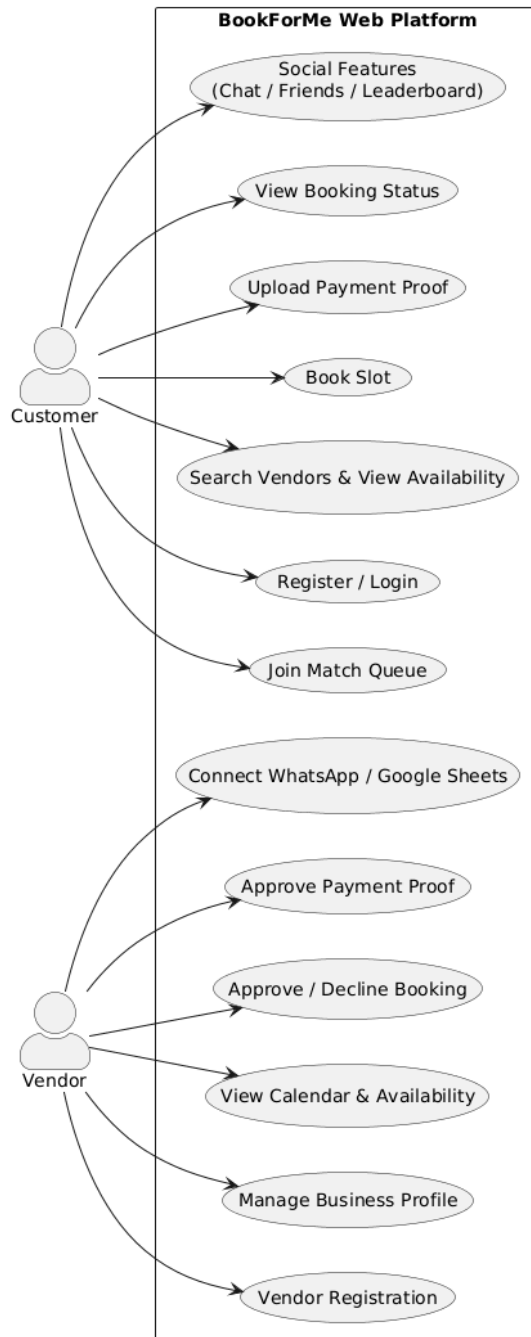 BookForMe Web Platform
Social Features
(Chat / Friends / Leaderboard)
View Booking Status
Upload Payment Proof
Book Slot
Customer
Search Vendors & View Availability
Register / Login
Join Match Queue
Connect WhatsApp / Google Sheets
Approve Payment Proof
Approve / Decline Booking
Vendor
View Calendar & Availability
Manage Business Profile
Vendor Registration